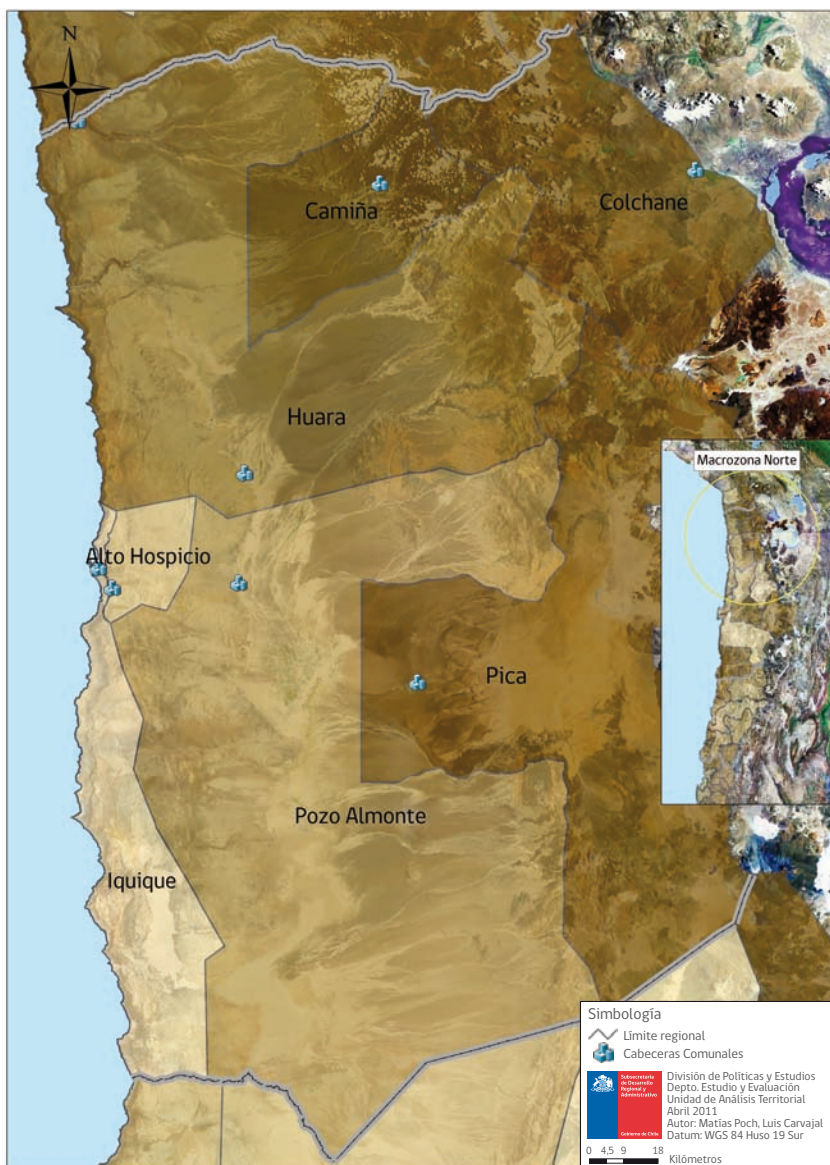 N
Camiña
Colchane
Huara
Macrozona Norte
Alto Hospicio
Pica
Pozo Almonte
Iquique
Simbología
Límite regional
Cabeceras Comunales
Subsecretaría
de Desarrollo
Regional y
Administrativo
Gobierno de Chile
División de Políticas y Estudios
Depto. Estudio y Evaluación
Unidad de Análisis Territorial
Abril 2011
Autor: Matías Poch, Luis Carvajal
Datum: WGS 84 Huso 19 Sur
0 4,5 9 18
Kilómetros